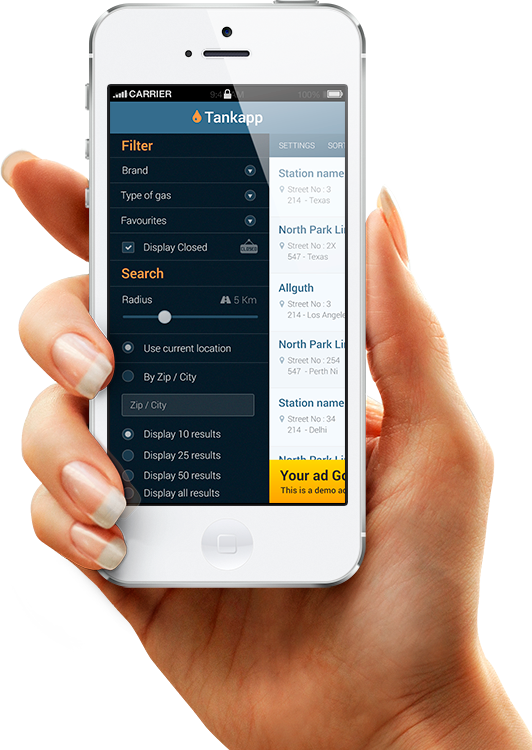 CARRIER
100%
Tankapp
Filter
Brand
Type of gas
Favourites
Display Closed
CLOSED
Search
Radius 5 Km
Use current location
By Zip / City
Zip / City
Display 10 results
Display 25 results
Display 50 results
Display all results
SETTINGS SORT
Station name
Street No : 3
214 - Texas
North Park Li
Street No : 2X
547 - Texas
Allguth
Street No : 3
214 - Los Angele
North Park Li
Street No : 254
547 - Perth Ni
Station name
Street No : 34
214 - Delhi
North Park Li
Your ad Go
This is a demo ad